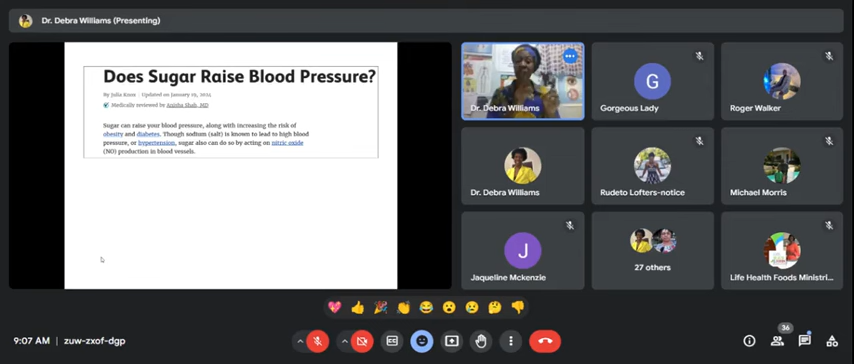 Dr. Debra Williams (Presenting)
Does Sugar Raise Blood Pressure?
By Julia Knox | Updated on January 19, 2024
Medically reviewed by Anisha Shah, MD
Sugar can raise your blood pressure, along with increasing the risk of
obesity and diabetes. Though sodium (salt) is known to lead to high blood
pressure, or hypertension, sugar also can do so by acting on nitric oxide
(NO) production in blood vessels.
Dr. Debra Williams
G
Gorgeous Lady
Roger Walker
Dr. Debra Williams
Rudeto Lofters-notice
Michael Morris
J
Jaqueline Mckenzie
27 others
Life Health Foods Ministri...
9:07 AM | zuw-zxof-dgp
CC
36